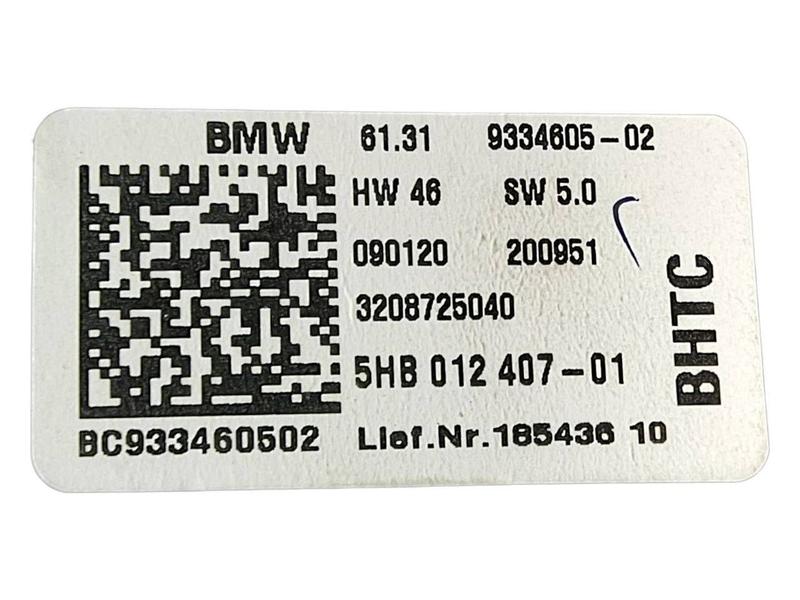 BMW 61.31 9334605-02
HW 46 SW 5.0
090120 200951
3208725040
5HB 012 407-01
BC933460502 Lief.Nr.185436 10
BHTC